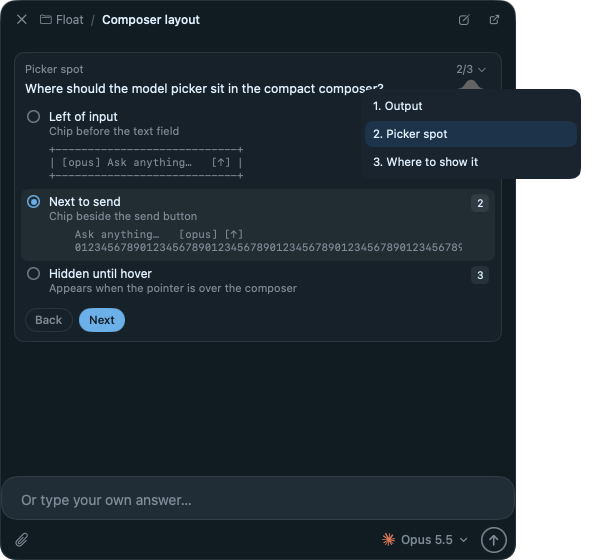 Float / Composer layout
Picker spot
2/3
Where should the model picker sit in the compact composer?
1. Output
2. Picker spot
3. Where to show it
Left of input
Chip before the text field
+----------------------------+
| [opus] Ask anything…   [↑] |
+----------------------------+
Next to send
2
Chip beside the send button
Ask anything…   [opus] [↑]
012345678901234567890123456789012345678901234567890123456789
Hidden until hover
3
Appears when the pointer is over the composer
Back
Next
Or type your own answer...
Opus 5.5